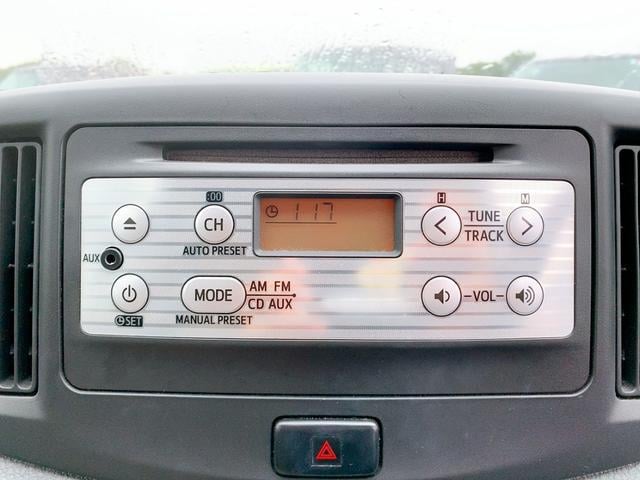 :00
H
M
1 17
CH
TUNE
TRACK
AUTO PRESET
AUX
MODE
AM FM
CD AUX
-VOL-
SET
MANUAL PRESET